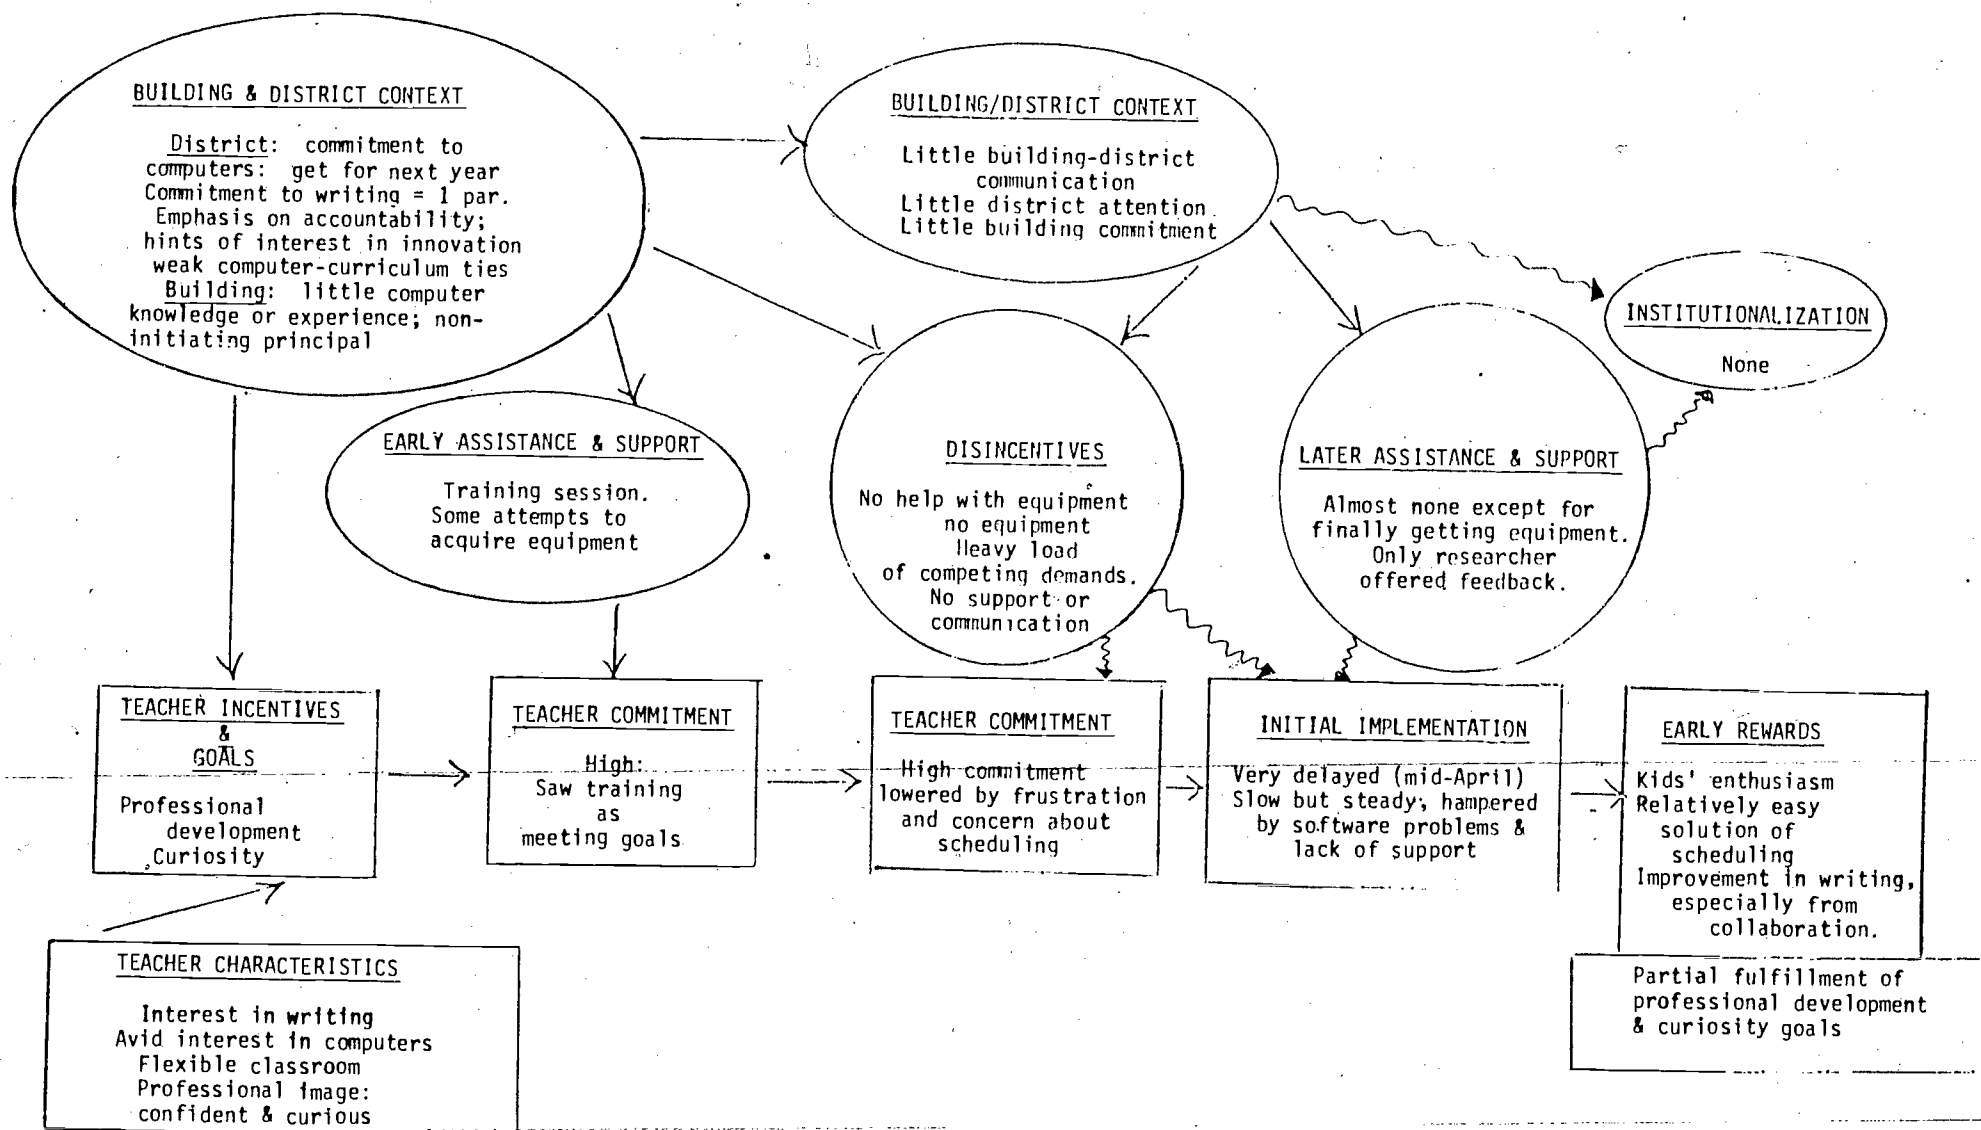 BUILDING & DISTRICT CONTEXT
District: commitment to
computers: get for next year
Commitment to writing = 1 par.
Emphasis on accountability;
hints of interest in innovation
weak computer-curriculum ties
Building: little computer
knowledge or experience; non-
initiating principal
BUILDING/DISTRICT CONTEXT
Little building-district
communication
Little district attention
Little building commitment
INSTITUTIONALIZATION
None
EARLY ASSISTANCE & SUPPORT
Training session.
Some attempts to
acquire equipment
DISINCENTIVES
No help with equipment
no equipment
Heavy load
of competing demands.
No support or
communication
LATER ASSISTANCE & SUPPORT
Almost none except for
finally getting equipment.
Only researcher
offered feedback.
TEACHER INCENTIVES
&
GOALS
Professional
development
Curiosity
TEACHER COMMITMENT
High:
Saw training
as
meeting goals
TEACHER COMMITMENT
High commitment
lowered by frustration
and concern about
scheduling
INITIAL IMPLEMENTATION
Very delayed (mid-April)
Slow but steady, hampered
by software problems &
lack of support
EARLY REWARDS
Kids' enthusiasm
Relatively easy
solution of
scheduling
Improvement in writing,
especially from
collaboration.
Partial fulfillment of
professional development
& curiosity goals
TEACHER CHARACTERISTICS
Interest in writing
Avid interest in computers
Flexible classroom
Professional image:
confident & curious